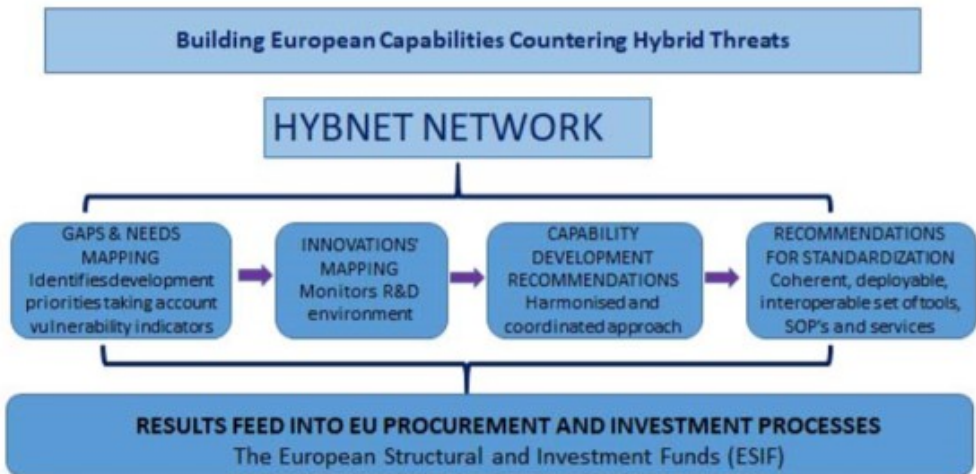 Building European Capabilities Countering Hybrid Threats
HYBNET NETWORK
GAPS & NEEDS
MAPPING
Identifies development
priorities taking account
vulnerability indicators
INNOVATIONS'
MAPPING
Monitors R&D
environment
CAPABILITY
DEVELOPMENT
RECOMMENDATIONS
Harmonised and
coordinated approach
RECOMMENDATIONS
FOR STANDARDIZATION
Coherent, deployable,
interoperable set of tools,
SOP's and services
RESULTS FEED INTO EU PROCUREMENT AND INVESTMENT PROCESSES
The European Structural and Investment Funds (ESIF)